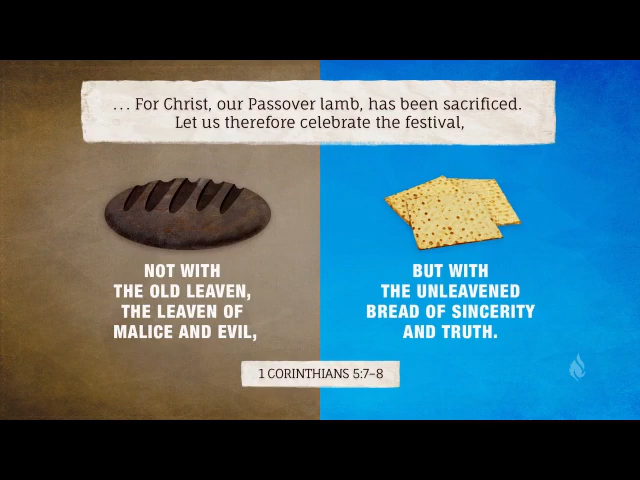 ... For Christ, our Passover lamb, has been sacrificed.
Let us therefore celebrate the festival,
NOT WITH
THE OLD LEAVEN,
THE LEAVEN OF
MALICE AND EVIL,
BUT WITH
THE UNLEAVENED
BREAD OF SINCERITY
AND TRUTH.
1 CORINTHIANS 5:7–8